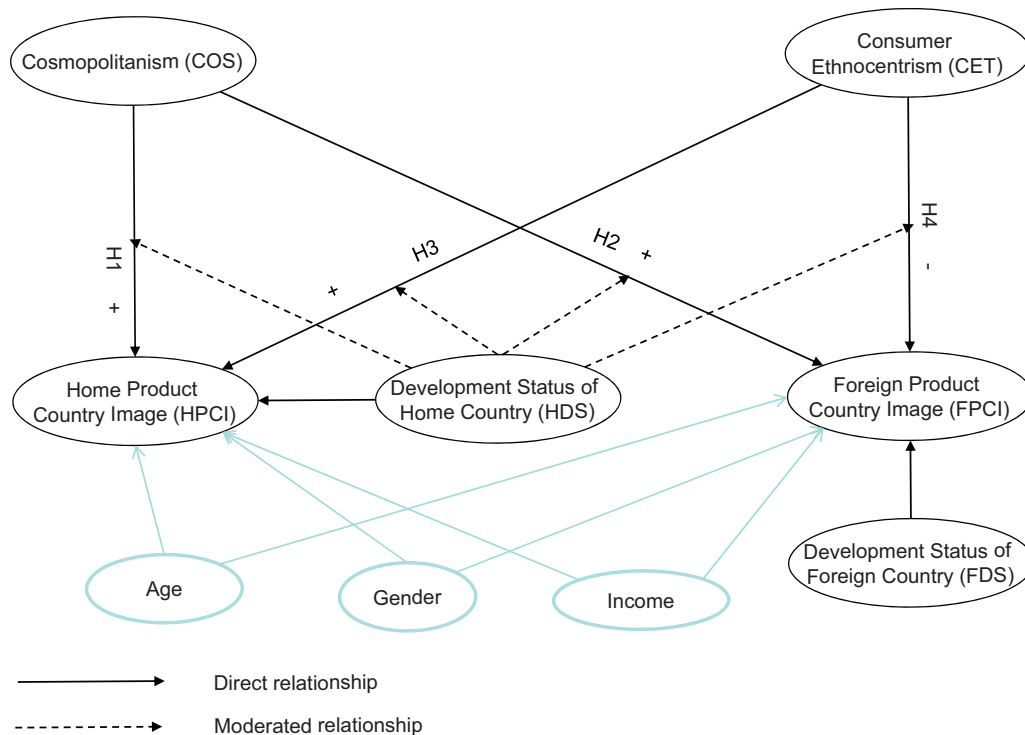 Cosmopolitanism (COS)
Consumer
Ethnocentrism (CET)
H1
+
H3
+
H2
+
H4
-
Home Product
Country Image (HPCI)
Development Status of
Home Country (HDS)
Foreign Product
Country Image (FPCI)
Age
Gender
Income
Development Status of
Foreign Country (FDS)
Direct relationship
Moderated relationship